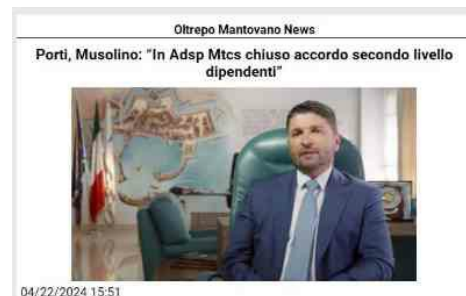 Oltrepo Mantovano News
Porti, Musolino: “In Adsp Mtcs chiuso accordo secondo livello
dipendenti”
04/22/2024 15:51